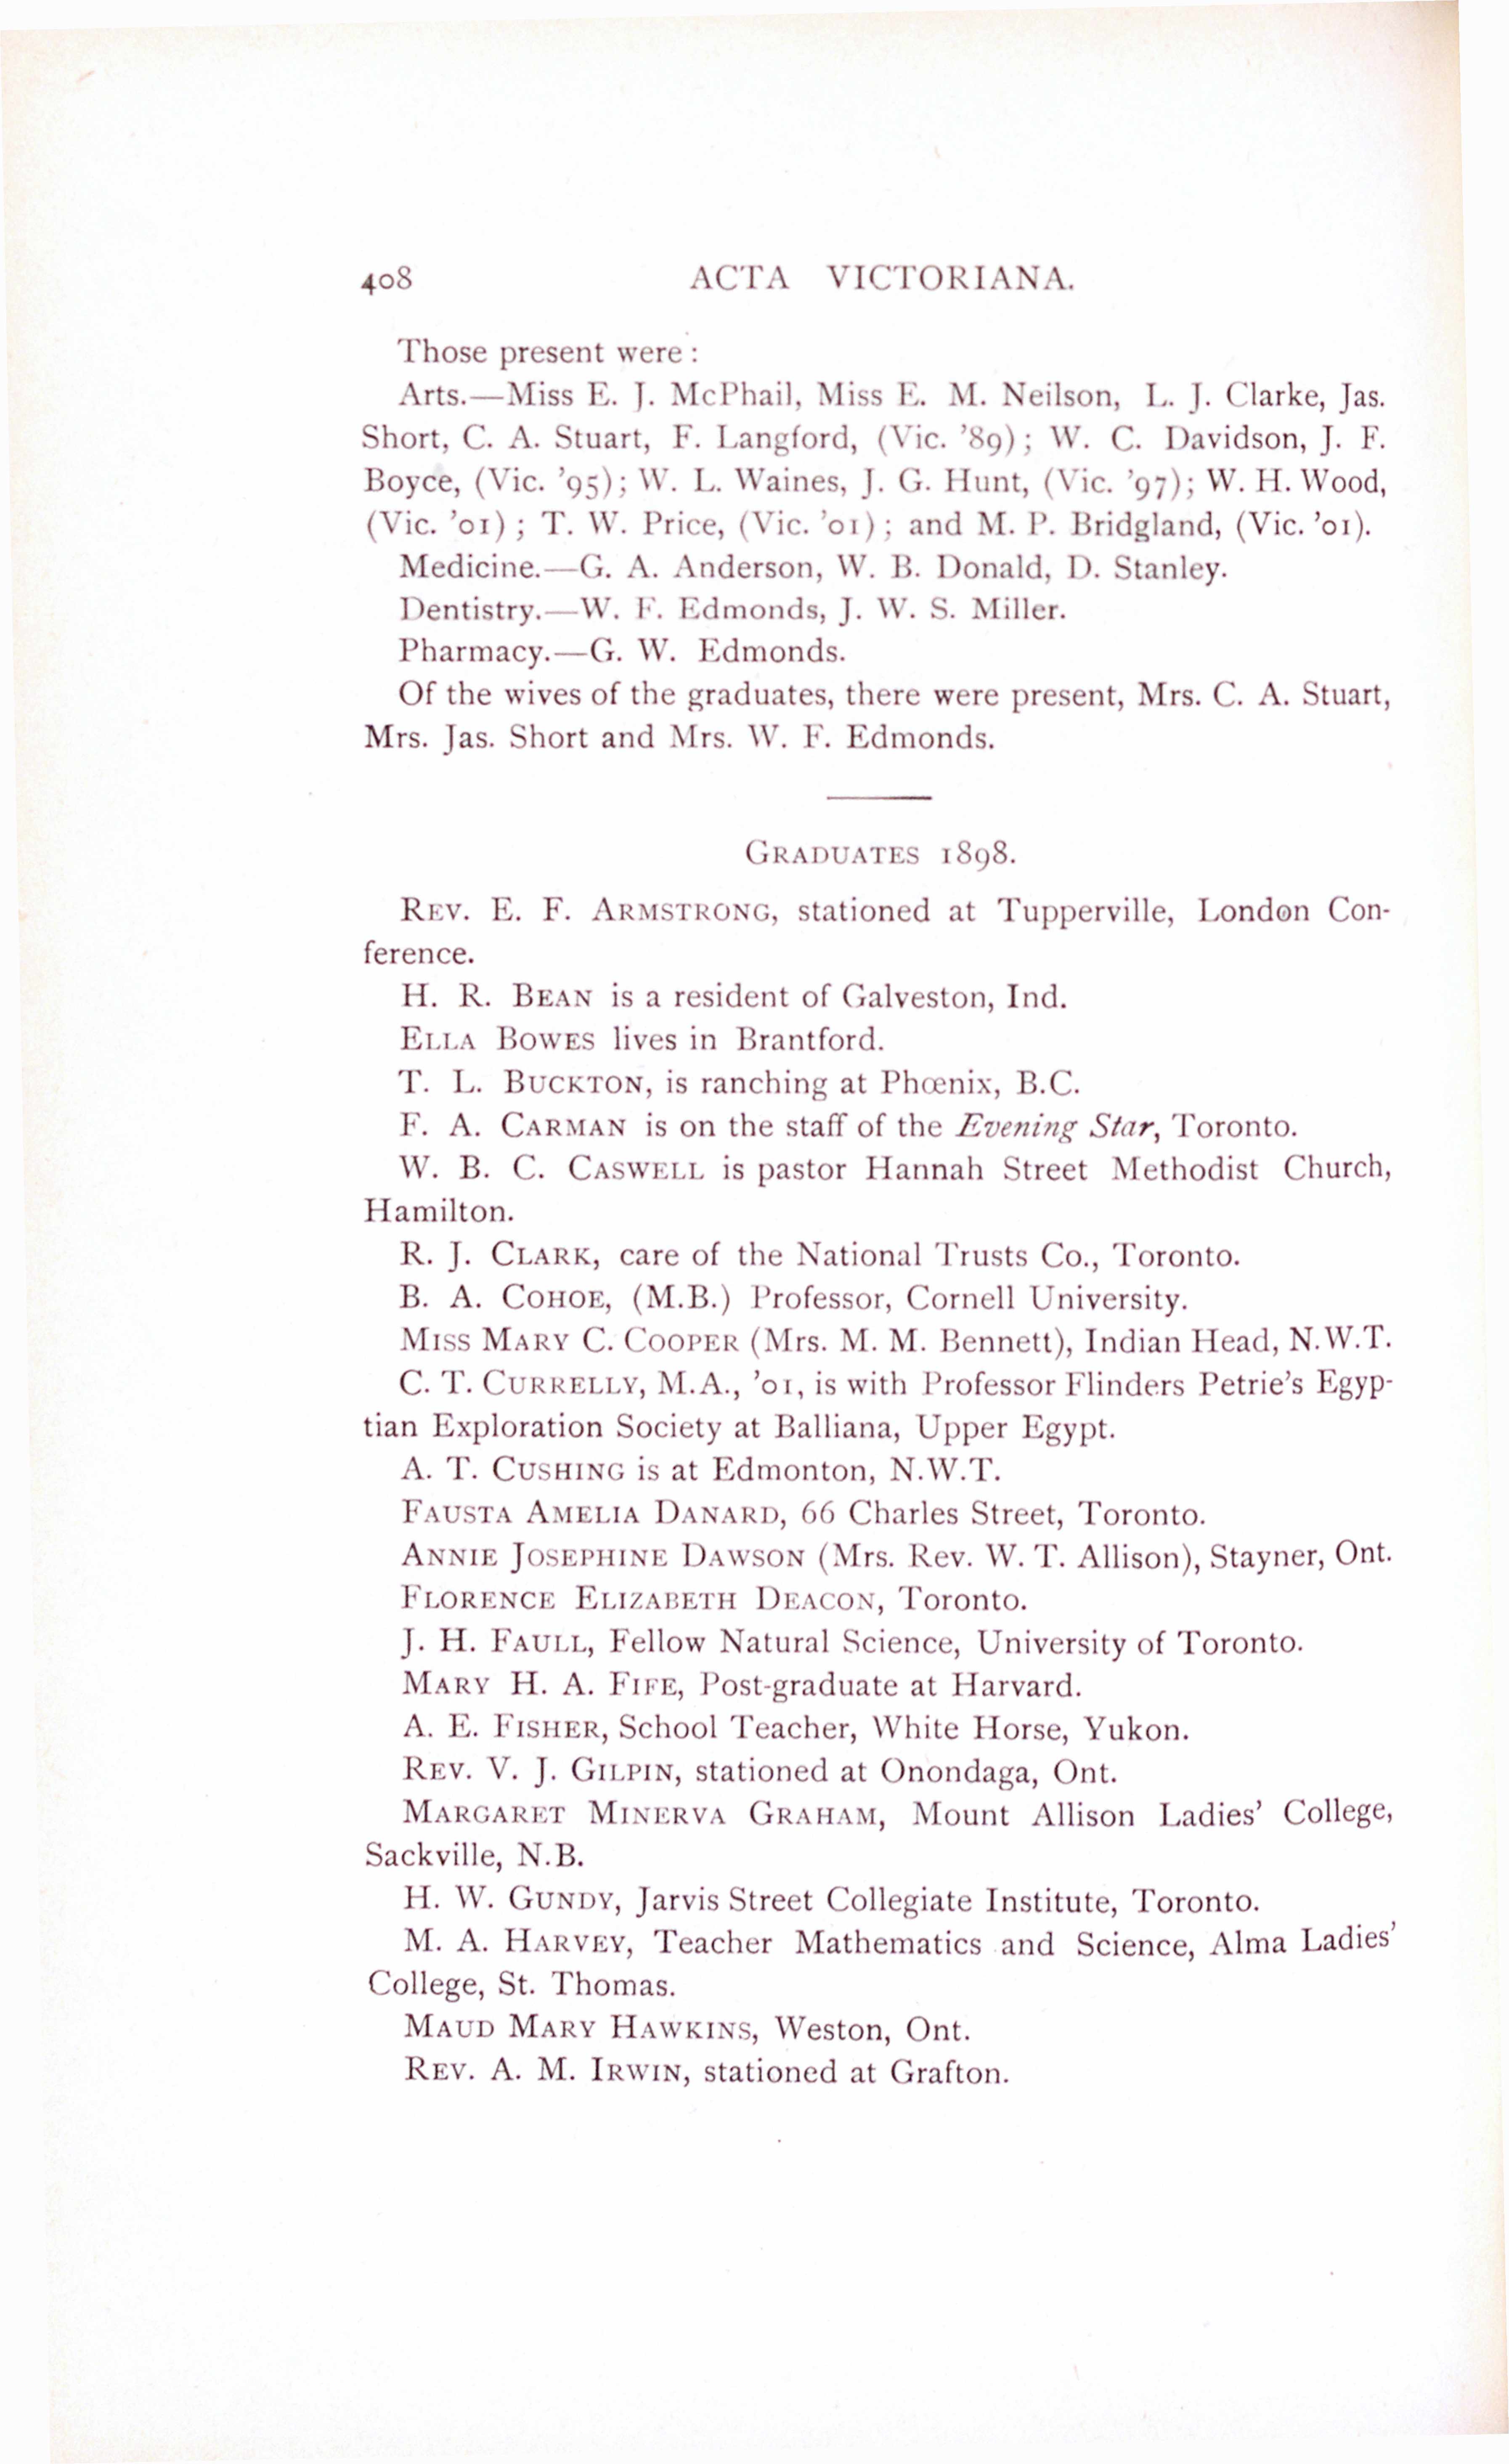 408 ACTA VICTORIANA.
Those present were :
Arts.—Miss E. J. McPhail, Miss E. M. Neilson, L. J. Clarke, Jas.
Short, C. A. Stuart, F. Langford, (Vic. ’89) ; W. C. Davidson, J. F.
Boyce, (Vic. ’95); W. L. Waines, J. G. Hunt, (Vic. ’97); W. H. Wood,
(Vic. ’01) ; T. W. Price, (Vic. ’01) ; and M. P. Bridgland, (Vic. ’01).
Medicine.—G. A. Anderson, W. B. Donald, D. Stanley.
Dentistry.—W. F. Edmonds, J. W. S. Miller.
Pharmacy.—G. W. Edmonds.
Of the wives of the graduates, there were present, Mrs. C. A. Stuart,
Mrs. Jas. Short and Mrs. W. F. Edmonds.
GRADUATES 1898.
REV. E. F. ARMSTRONG, stationed at Tupperville, London Con-
ference.
H. R. BEAN is a resident of Galveston, Ind.
ELLA BOWES lives in Brantford.
T. L. BUCKTON, is ranching at Phœnix, B.C.
F. A. CARMAN is on the staff of the Evening Star, Toronto.
W. B. C. CASWELL is pastor Hannah Street Methodist Church,
Hamilton.
R. J. CLARK, care of the National Trusts Co., Toronto.
B. A. COHOE, (M.B.) Professor, Cornell University.
MISS MARY C. COOPER (Mrs. M. M. Bennett), Indian Head, N.W.T.
C. T. CURRELLY, M.A., ’01, is with Professor Flinders Petrie’s Egyp-
tian Exploration Society at Balliana, Upper Egypt.
A. T. CUSHING is at Edmonton, N.W.T.
FAUSTA AMELIA DANARD, 66 Charles Street, Toronto.
ANNIE JOSEPHINE DAWSON (Mrs. Rev. W. T. Allison), Stayner, Ont.
FLORENCE ELIZABETH DEACON, Toronto.
J. H. FAULL, Fellow Natural Science, University of Toronto.
MARY H. A. FIFE, Post-graduate at Harvard.
A. E. FISHER, School Teacher, White Horse, Yukon.
REV. V. J. GILPIN, stationed at Onondaga, Ont.
MARGARET MINERVA GRAHAM, Mount Allison Ladies’ College,
Sackville, N.B.
H. W. GUNDY, Jarvis Street Collegiate Institute, Toronto.
M. A. HARVEY, Teacher Mathematics and Science, Alma Ladies’
College, St. Thomas.
MAUD MARY HAWKINS, Weston, Ont.
REV. A. M. IRWIN, stationed at Grafton.